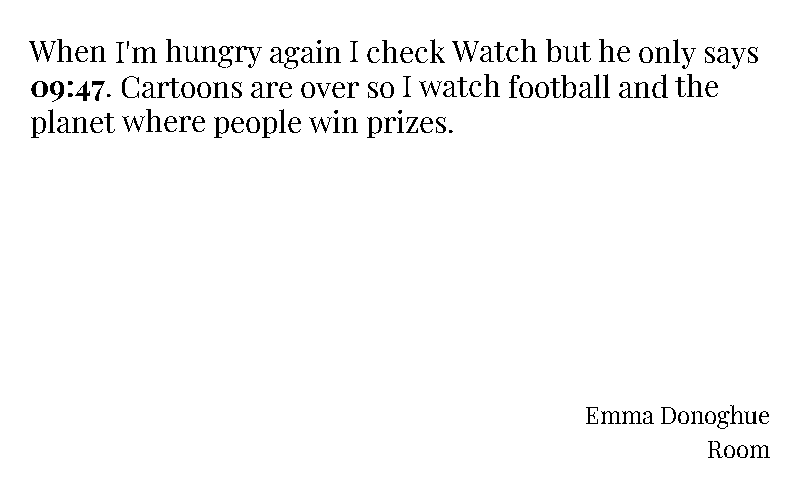 When I'm hungry again I check Watch but he only says
09:47. Cartoons are over so I watch football and the
planet where people win prizes.
Emma Donoghue
Room